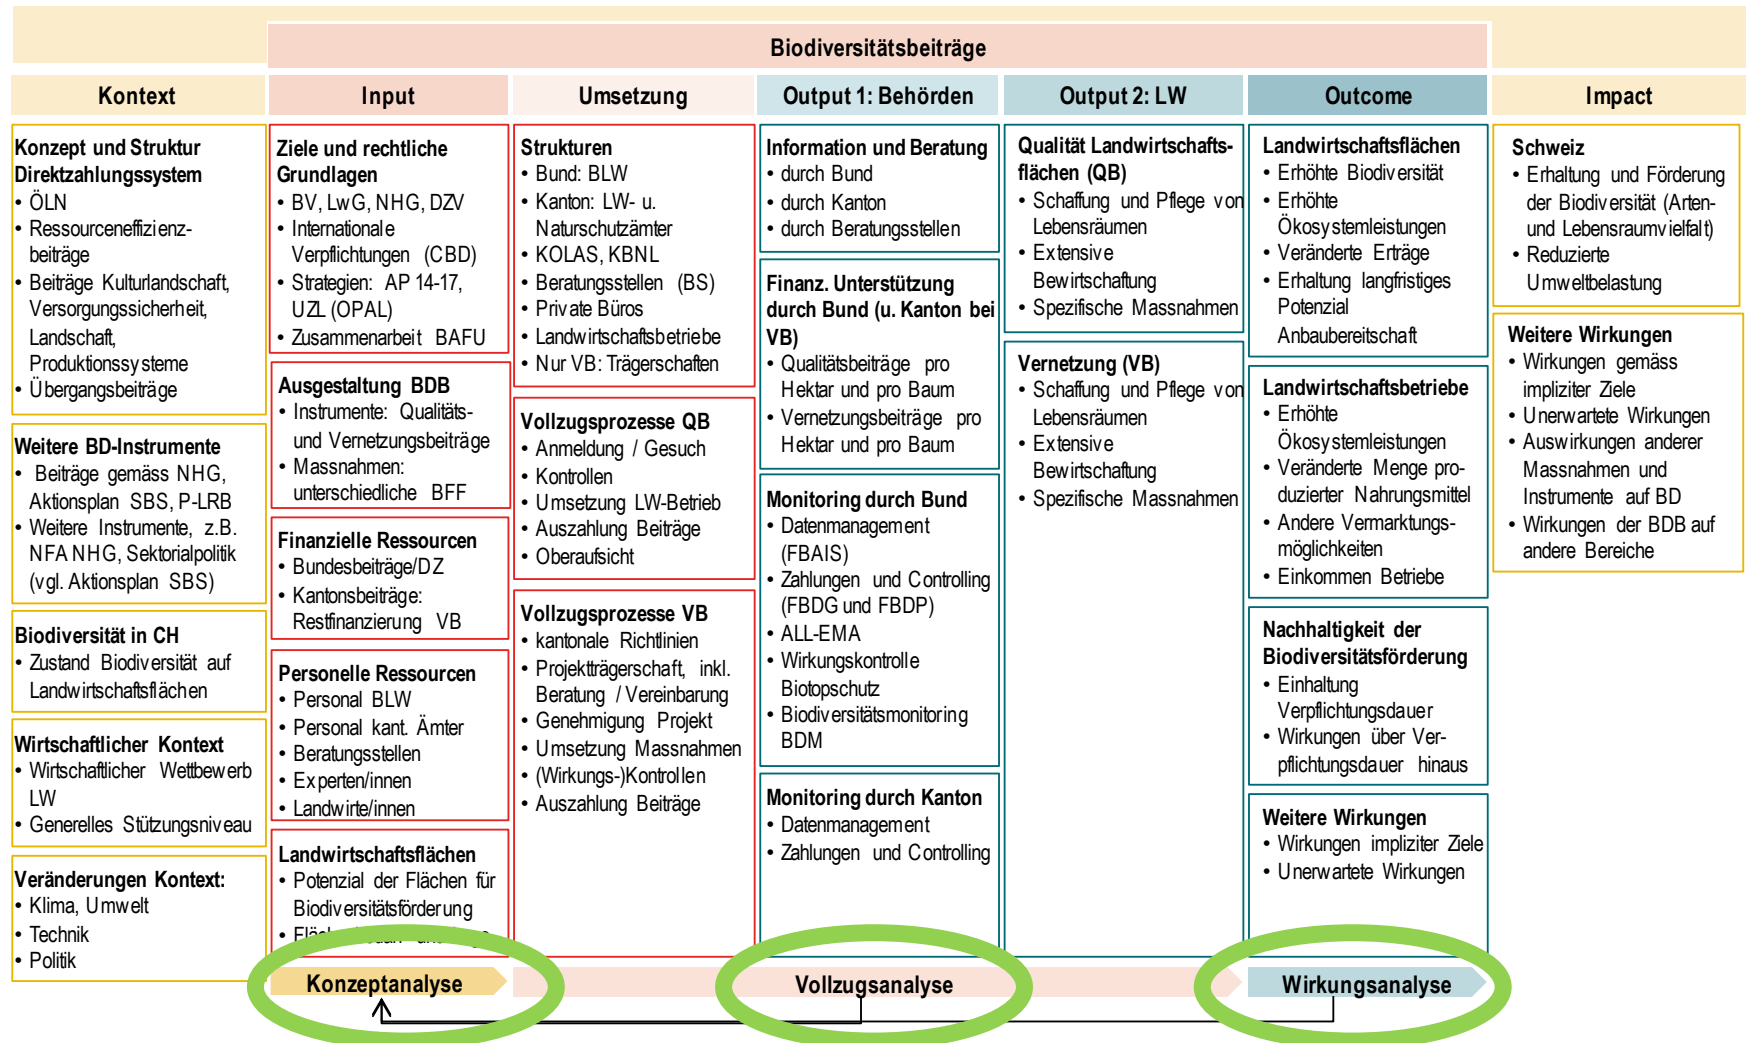 Biodiversitätsbeiträge
Kontext
Input
Umsetzung
Output 1: Behörden
Output 2: LW
Outcome
Impact
Konzept und Struktur
Direktzahlungssystem
• ÖLN
• Ressourceneffizienz-
beiträge
• Beiträge Kulturlandschaft,
Versorgungssicherheit,
Landschaft,
Produktionssysteme
• Übergangsbeiträge
Weitere BD-Instrumente
• Beiträge gemäss NHG,
Aktionsplan SBS, P-LRB
• Weitere Instrumente, z.B.
NFA NHG, Sektorialpolitik
(vgl. Aktionsplan SBS)
Biodiversität in CH
• Zustand Biodiversität auf
Landwirtschaftsflächen
Wirtschaftlicher Kontext
• Wirtschaftlicher Wettbewerb
LW
• Generelles Stützungsniveau
Veränderungen Kontext:
• Klima, Umwelt
• Technik
• Politik
Ziele und rechtliche
Grundlagen
• BV, LwG, NHG, DZV
• Internationale
Verpflichtungen (CBD)
• Strategien: AP 14-17,
UZL (OPAL)
• Zusammenarbeit BAFU
Ausgestaltung BDB
• Instrumente: Qualitäts-
und Vernetzungsbeiträge
• Massnahmen:
unterschiedliche BFF
Finanzielle Ressourcen
• Bundesbeiträge/DZ
• Kantonsbeiträge:
Restfinanzierung VB
Personelle Ressourcen
• Personal BLW
• Personal kant. Ämter
• Beratungsstellen
• Experten/innen
• Landwirte/innen
Landwirtschaftsflächen
• Potenzial der Flächen für
Biodiversitätsförderung
Strukturen
• Bund: BLW
• Kanton: LW- u.
Naturschutzämter
• KOLAS, KBNL
• Beratungsstellen (BS)
• Private Büros
• Landwirtschaftsbetriebe
• Nur VB: Trägerschaften
Vollzugsprozesse QB
• Anmeldung / Gesuch
• Kontrollen
• Umsetzung LW-Betrieb
• Auszahlung Beiträge
• Oberaufsicht
Vollzugsprozesse VB
• kantonale Richtlinien
• Projektträgerschaft, inkl.
Beratung / Vereinbarung
• Genehmigung Projekt
• Umsetzung Massnahmen
• (Wirkungs-)Kontrollen
• Auszahlung Beiträge
Information und Beratung
• durch Bund
• durch Kanton
• durch Beratungsstellen
Finanz. Unterstützung
durch Bund (u. Kanton bei
VB)
• Qualitätsbeiträge pro
Hektar und pro Baum
• Vernetzungsbeiträge pro
Hektar und pro Baum
Monitoring durch Bund
• Datenmanagement
(FBAIS)
• Zahlungen und Controlling
(FBDG und FBDP)
• ALL-EMA
• Wirkungskontrolle
Biotopschutz
• Biodiversitätsmonitoring
BDM
Monitoring durch Kanton
• Datenmanagement
• Zahlungen und Controlling
Qualität Landwirtschafts-
flächen (QB)
• Schaffung und Pflege von
Lebensräumen
• Extensive
Bewirtschaftung
• Spezifische Massnahmen
Vernetzung (VB)
• Schaffung und Pflege von
Lebensräumen
• Extensive
Bewirtschaftung
• Spezifische Massnahmen
Landwirtschaftsflächen
• Erhöhte Biodiversität
• Erhöhte
Ökosystemleistungen
• Veränderte Erträge
• Erhaltung langfristiges
Potenzial
Anbaubereitschaft
Landwirtschaftsbetriebe
• Erhöhte
Ökosystemleistungen
• Veränderte Menge pro-
duzierter Nahrungsmittel
• Andere Vermarktungs-
möglichkeiten
• Einkommen Betriebe
Nachhaltigkeit der
Biodiversitätsförderung
• Einhaltung
Verpflichtungsdauer
• Wirkungen über Ver-
pflichtungsdauer hinaus
Weitere Wirkungen
• Wirkungen impliziter Ziele
• Unerwartete Wirkungen
Schweiz
• Erhaltung und Förderung
der Biodiversität (Arten-
und Lebensraumvielfalt)
• Reduzierte
Umweltbelastung
Weitere Wirkungen
• Wirkungen gemäss
impliziter Ziele
• Unerwartete Wirkungen
• Auswirkungen anderer
Massnahmen und
Instrumente auf BD
• Wirkungen der BDB auf
andere Bereiche
Konzeptanalyse
Vollzugsanalyse
Wirkungsanalyse